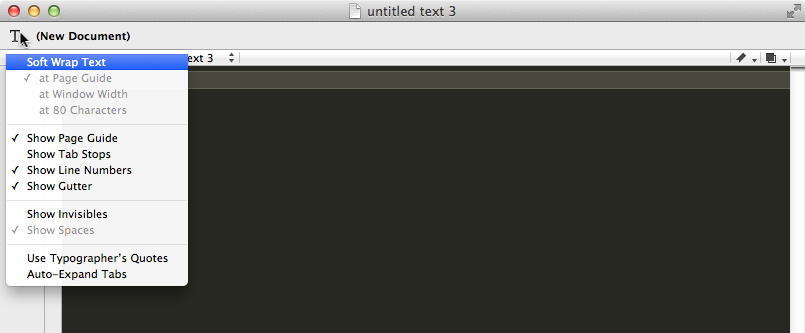 untitled text 3
T
(New Document)
ext 3
Soft Wrap Text
✓ at Page Guide
at Window Width
at 80 Characters
✓ Show Page Guide
Show Tab Stops
✓ Show Line Numbers
✓ Show Gutter
Show Invisibles
✓ Show Spaces
Use Typographer's Quotes
Auto-Expand Tabs